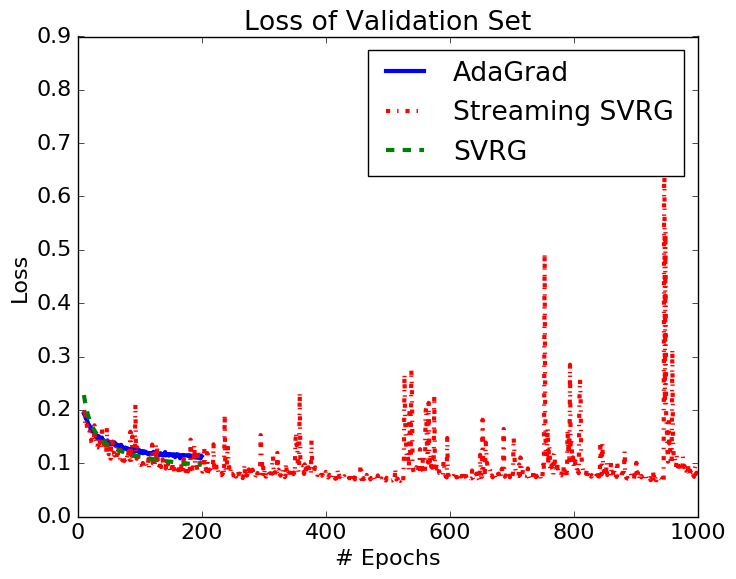 Loss of Validation Set
0.9
0.8
0.7
0.6
0.5
0.4
0.3
0.2
0.1
0.0
Loss
AdaGrad
Streaming SVRG
SVRG
0
200
400
600
800
1000
# Epochs